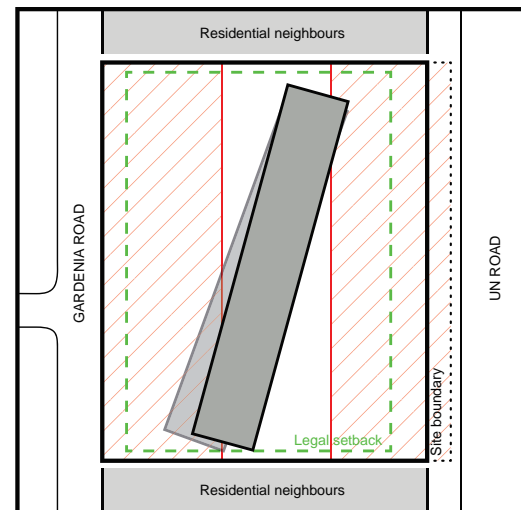 Residential neighbours
GARDENIA ROAD
UN ROAD
Site boundary
Legal setback
Residential neighbours